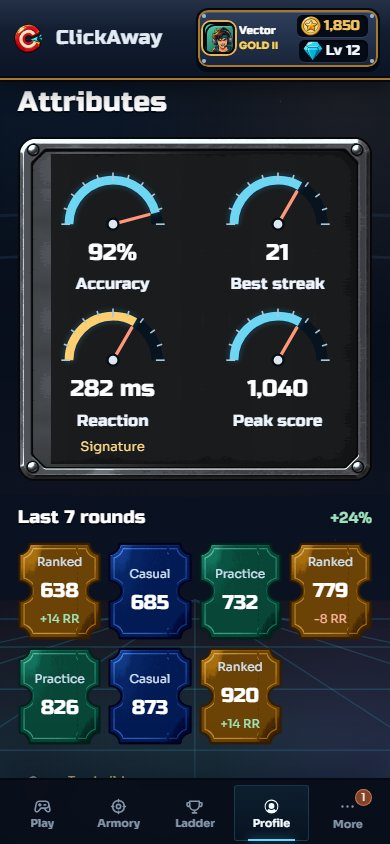 ClickAway
Vector
GOLD II
1,850
Lv 12
Attributes
92%
Accuracy
21
Best streak
282 ms
Reaction
Signature
1,040
Peak score
Last 7 rounds
+24%
Ranked
638
+14 RR
Casual
685
Practice
732
Ranked
779
-8 RR
Practice
826
Casual
873
Ranked
920
+14 RR
Play
Armory
Ladder
Profile
1
More